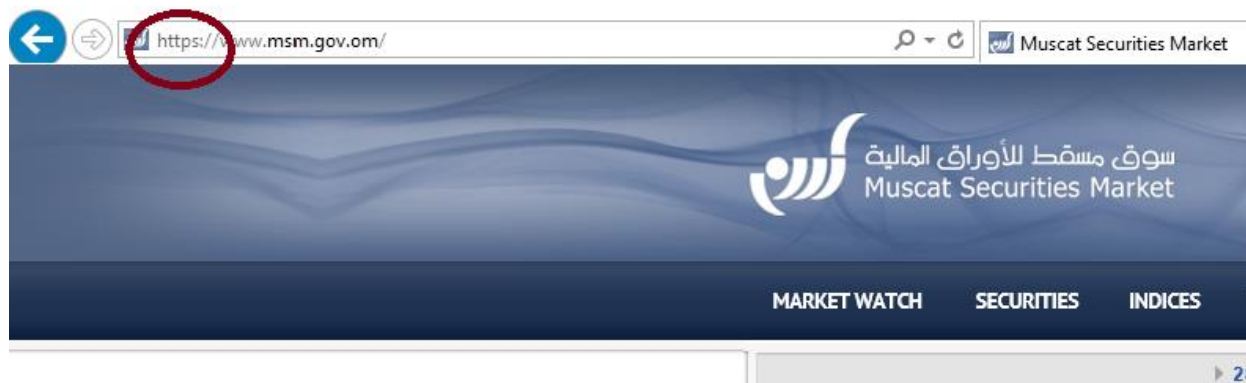 https://www.msm.gov.om/
Muscat Securities Market
سوق مسقط للأوراق المالية
Muscat Securities Market
MARKET WATCH SECURITIES INDICES